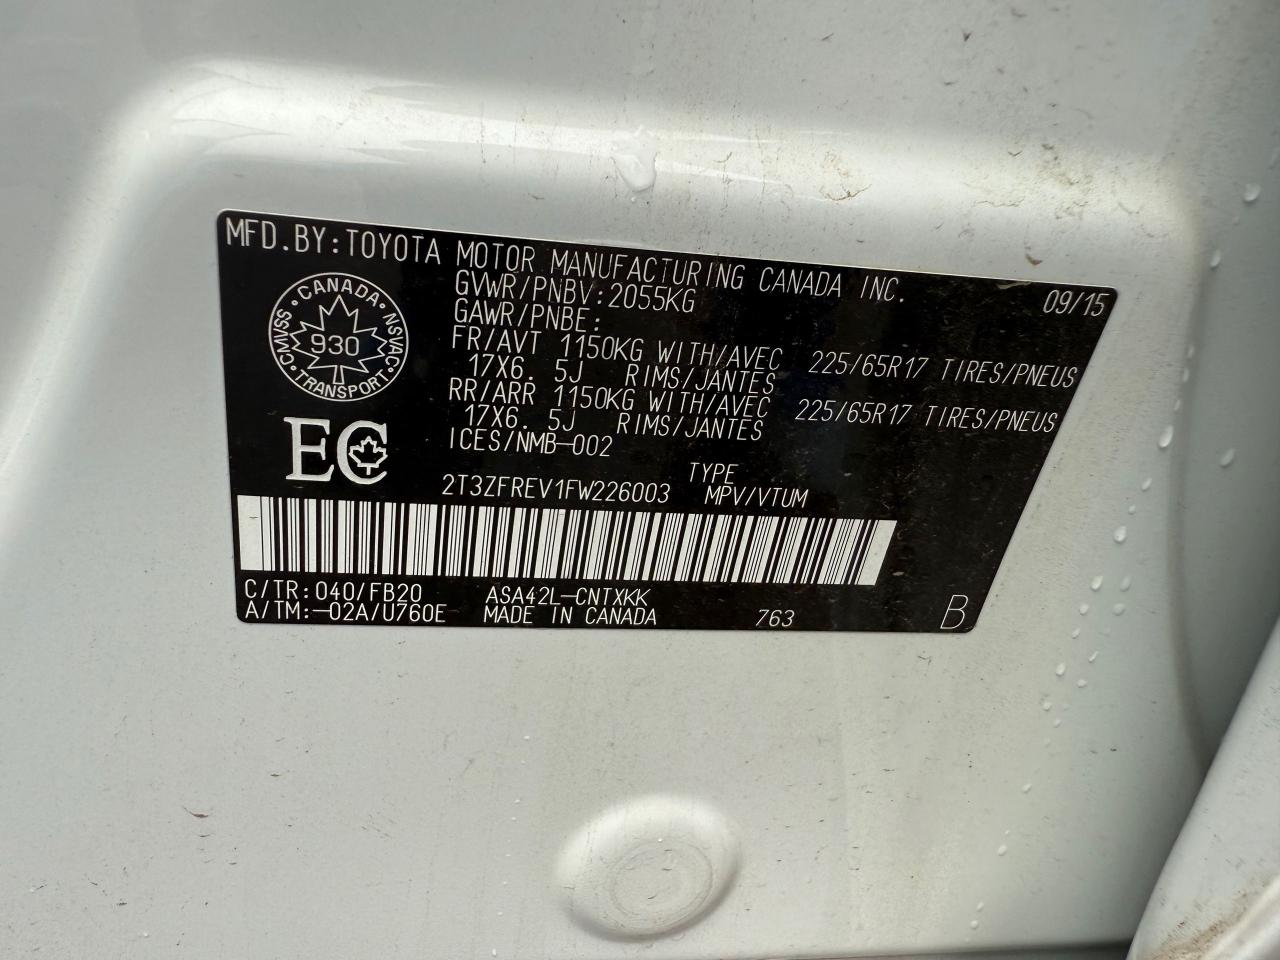 MFD.BY:TOYOTA MOTOR MANUFACTURING CANADA INC.
09/15
GVWR/PNBV:2055KG
GAWR/PNBE:
FR/AVT 1150KG WITH/AVEC 225/65R17 TIRES/PNEUS
17X6. 5J RIMS/JANTES
RR/ARR 1150KG WITH/AVEC 225/65R17 TIRES/PNEUS
17X6. 5J RIMS/JANTES
ICES/NMB-002
CANADA
CMVSS 930 NSVAC
TRANSPORT
EC
TYPE
2T3ZFREV1FW226003 MPV/VTUM
C/TR:040/FB20 ASA42L-CNTXKK
A/TM:-02A/U760E MADE IN CANADA 763 B